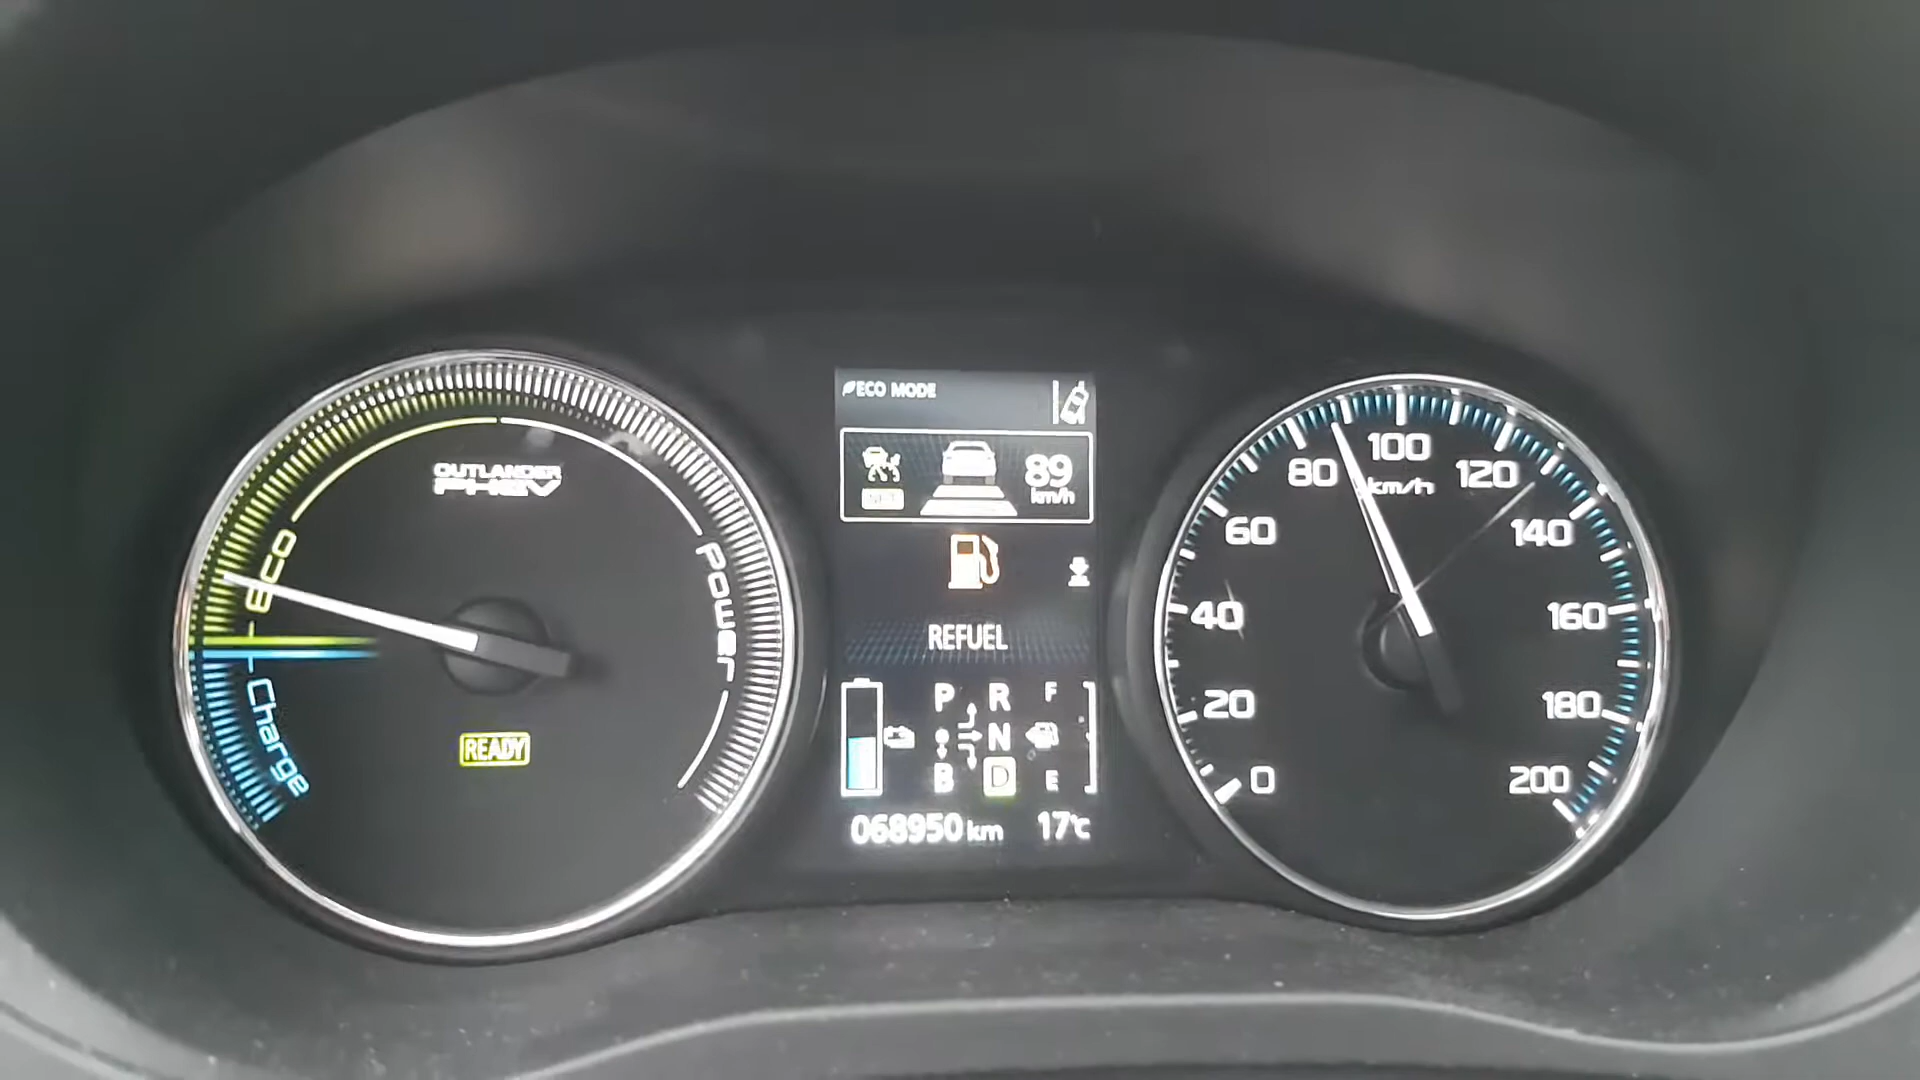 OUTLANDER
PHEV
Eco
Power
Charge
READY
ECO MODE
SET
89
km/h
REFUEL
P R F
N
B D E
068950 km 17°C
0
20
40
60
80
100
120
140
160
180
200
km/h